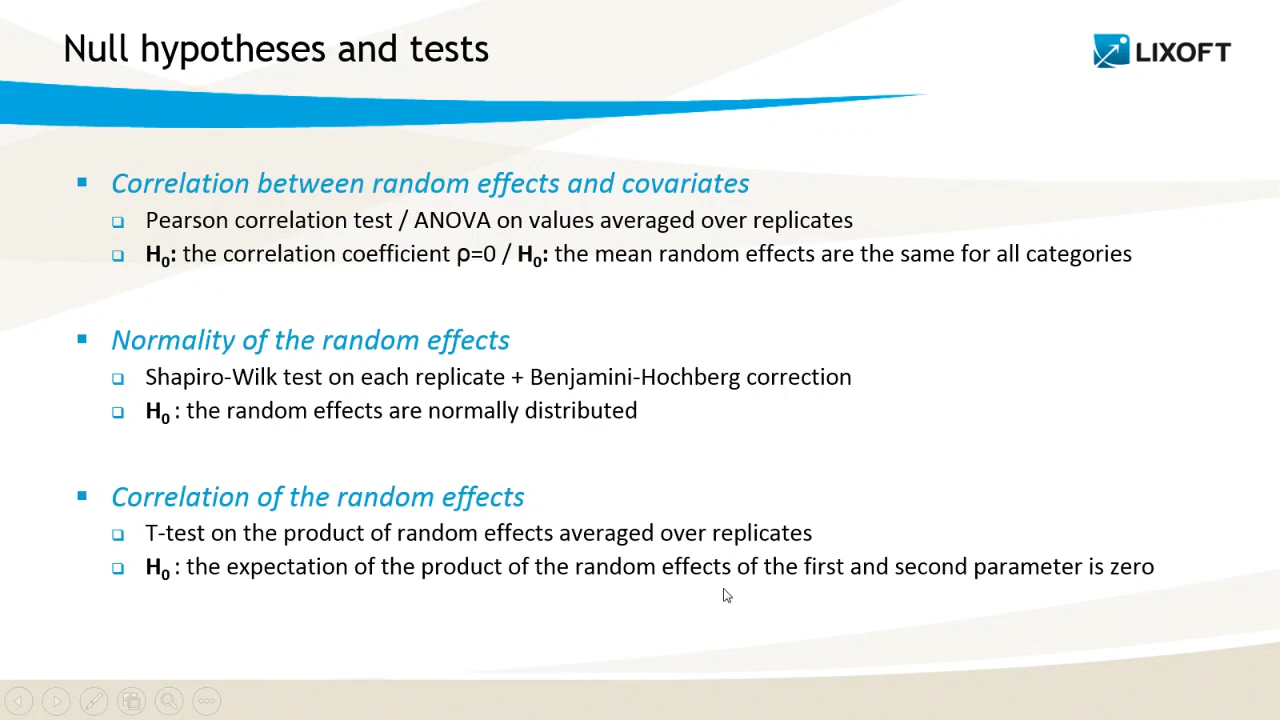 Null hypotheses and tests
LIXOFT
Correlation between random effects and covariates
Pearson correlation test / ANOVA on values averaged over replicates
H0: the correlation coefficient ρ=0 / H0: the mean random effects are the same for all categories
Normality of the random effects
Shapiro-Wilk test on each replicate + Benjamini-Hochberg correction
H0 : the random effects are normally distributed
Correlation of the random effects
T-test on the product of random effects averaged over replicates
H0 : the expectation of the product of the random effects of the first and second parameter is zero